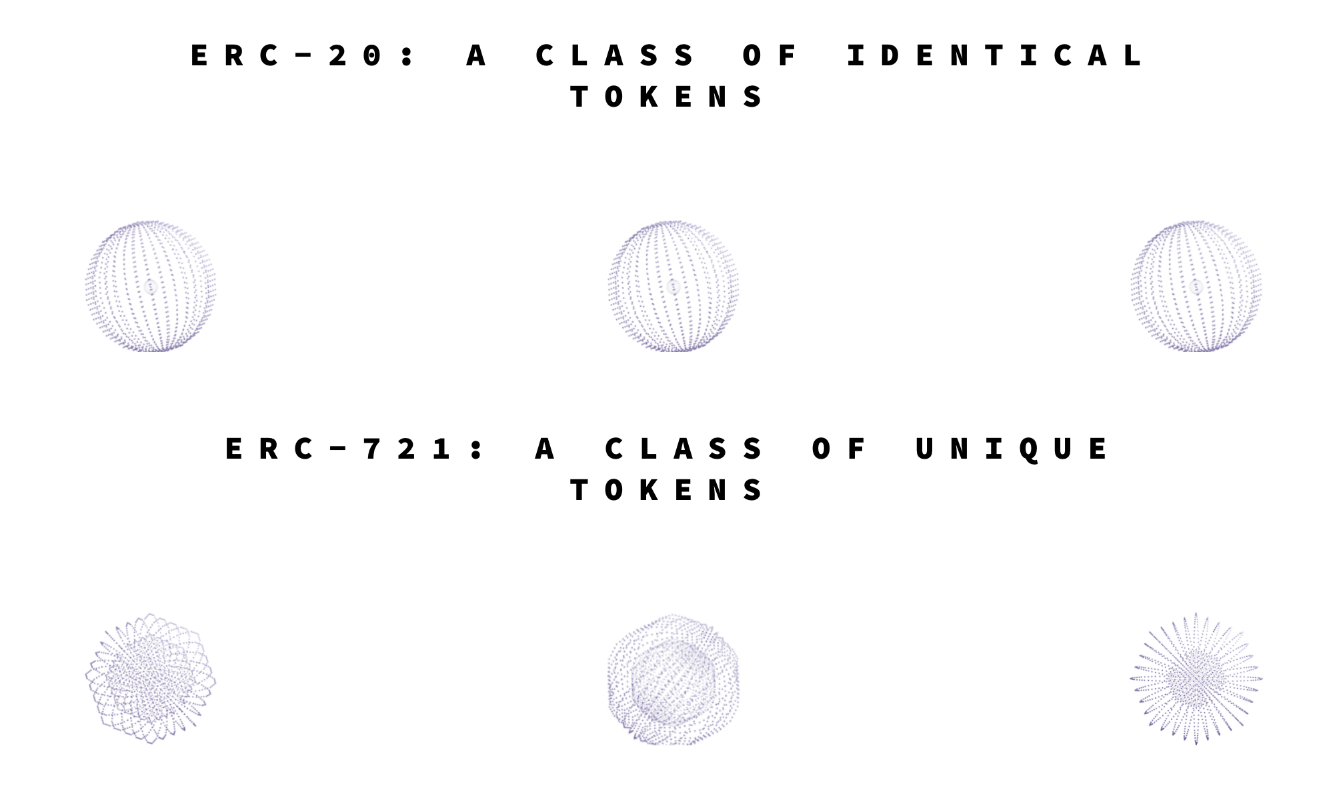 ERC-20: A CLASS OF IDENTICAL
TOKENS
ERC-721: A CLASS OF UNIQUE
TOKENS